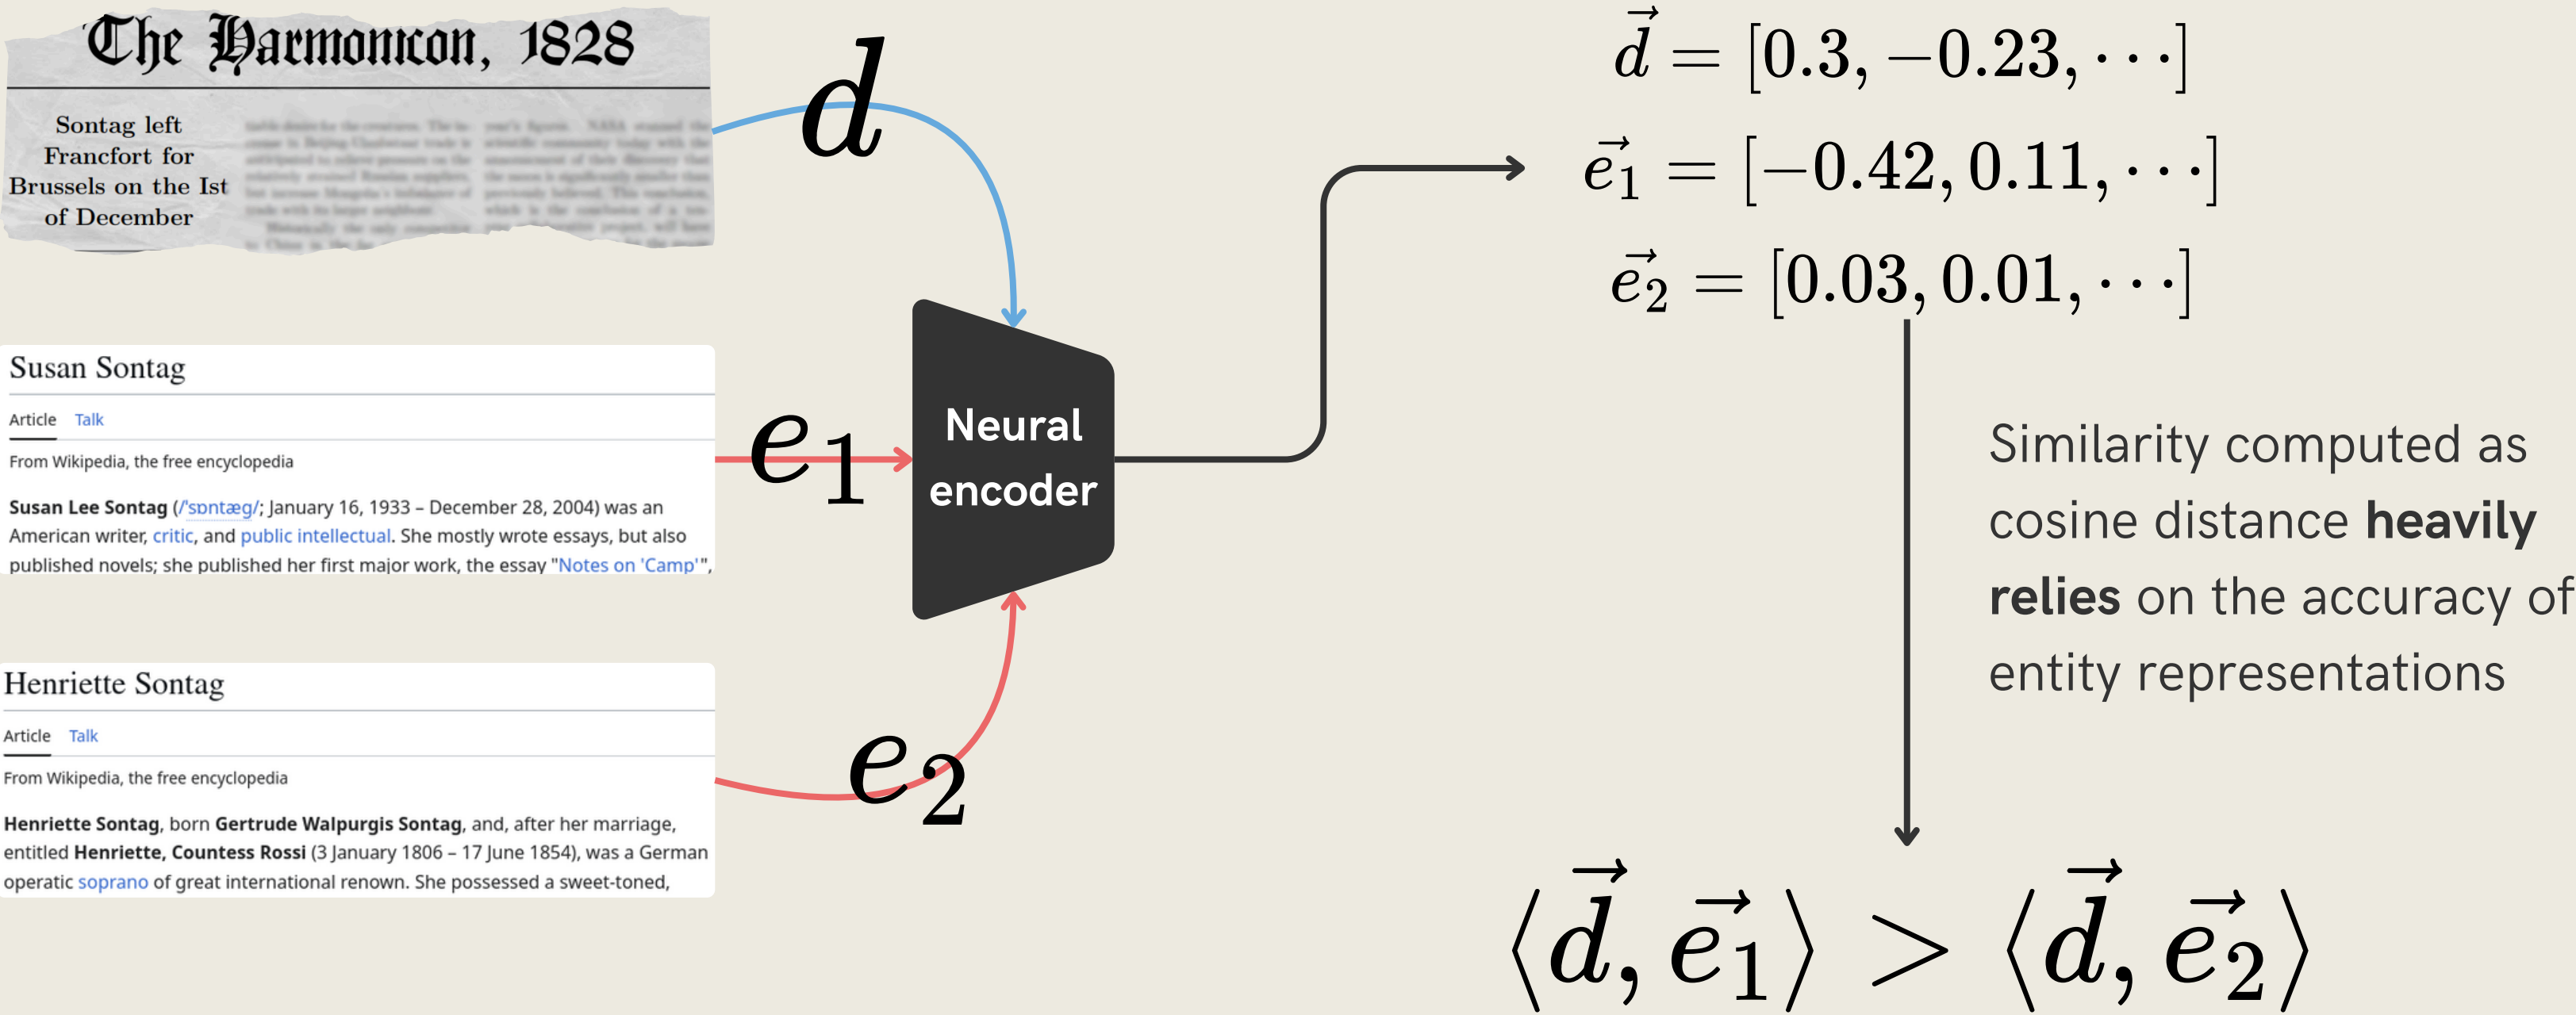 The Harmonicon, 1828
Sontag left
Francfort for
Brussels on the Ist
of December
d
Susan Sontag
Article Talk
From Wikipedia, the free encyclopedia
Susan Lee Sontag (/ˈsɒntæɡ/; January 16, 1933 – December 28, 2004) was an
American writer, critic, and public intellectual. She mostly wrote essays, but also
published novels; she published her first major work, the essay "Notes on 'Camp'",
e₁
Henriette Sontag
Article Talk
From Wikipedia, the free encyclopedia
Henriette Sontag, born Gertrude Walpurgis Sontag, and, after her marriage,
entitled Henriette, Countess Rossi (3 January 1806 – 17 June 1854), was a German
operatic soprano of great international renown. She possessed a sweet-toned,
e₂
Neural
encoder
d⃗ = [0.3, −0.23, ⋯]
e⃗₁ = [−0.42, 0.11, ⋯]
e⃗₂ = [0.03, 0.01, ⋯]
Similarity computed as
cosine distance heavily
relies on the accuracy of
entity representations
⟨d⃗, e⃗₁⟩ > ⟨d⃗, e⃗₂⟩